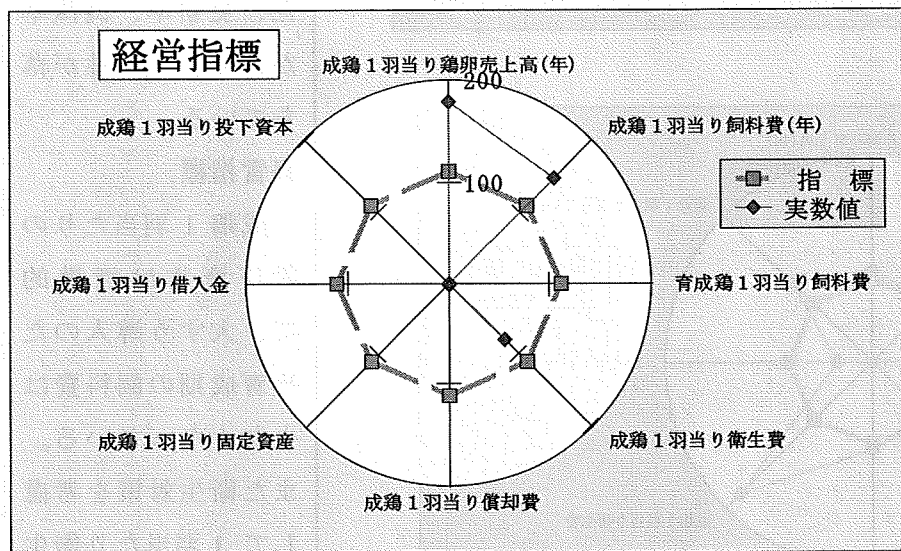 経営指標
成鶏1羽当り鶏卵売上高(年)
200
成鶏1羽当り投下資本
成鶏1羽当り飼料費(年)
指 標
実数値
100
成鶏1羽当り借入金
育成鶏1羽当り飼料費
成鶏1羽当り固定資産
成鶏1羽当り衛生費
成鶏1羽当り償却費